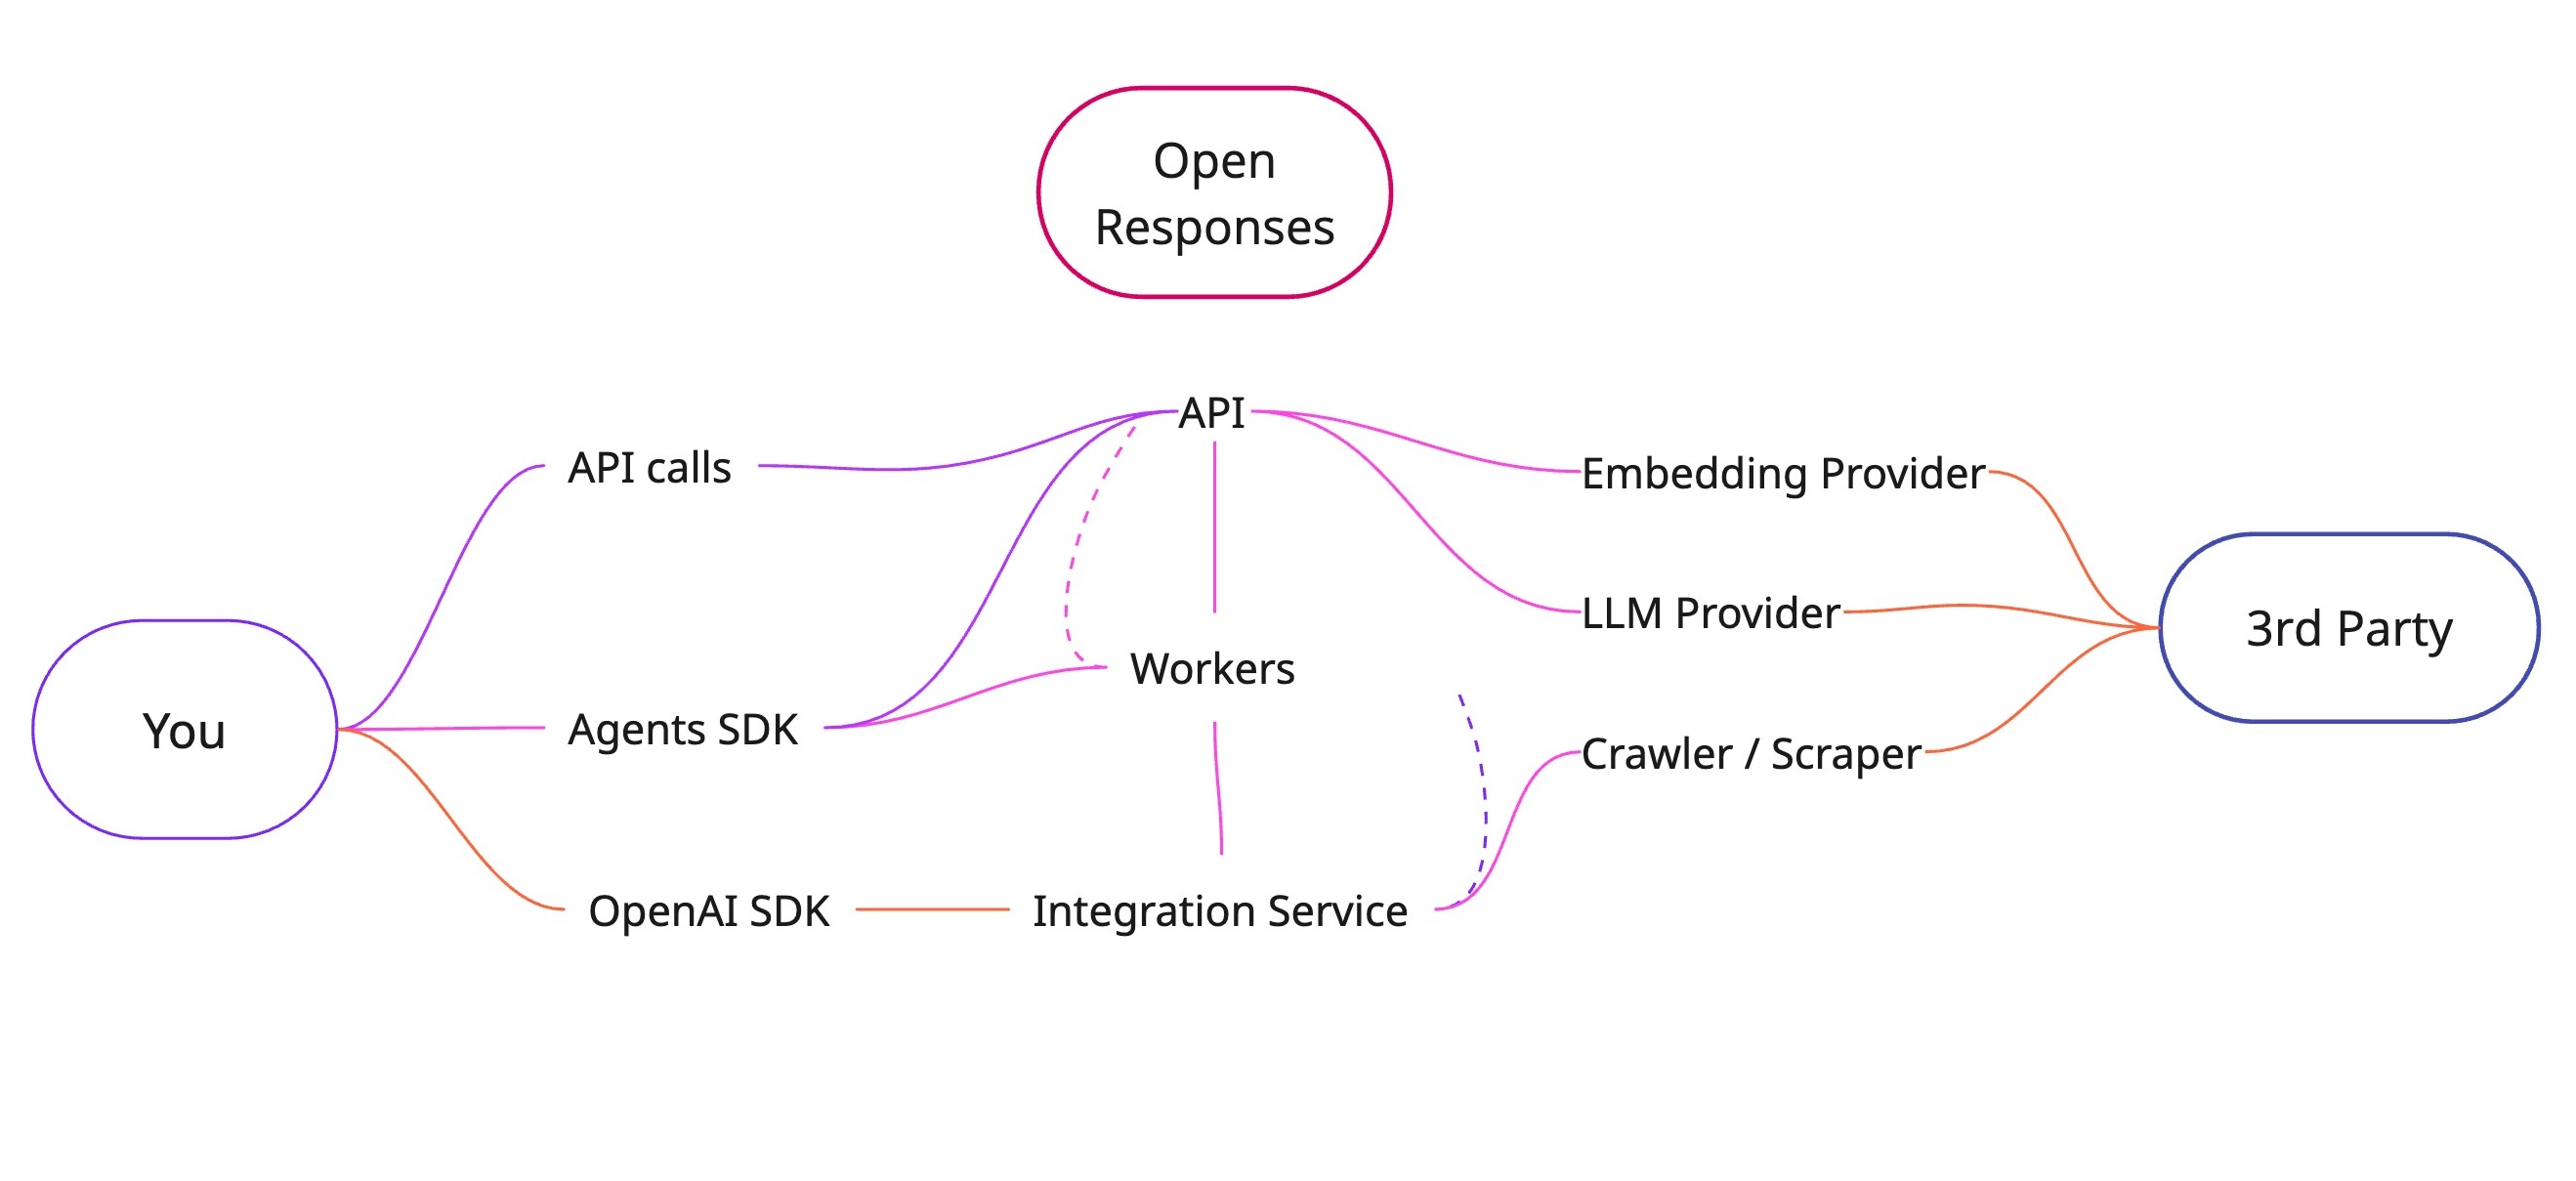 Open
Responses
API
API calls
Embedding Provider
LLM Provider
3rd Party
Workers
You
Agents SDK
Crawler / Scraper
OpenAI SDK
Integration Service